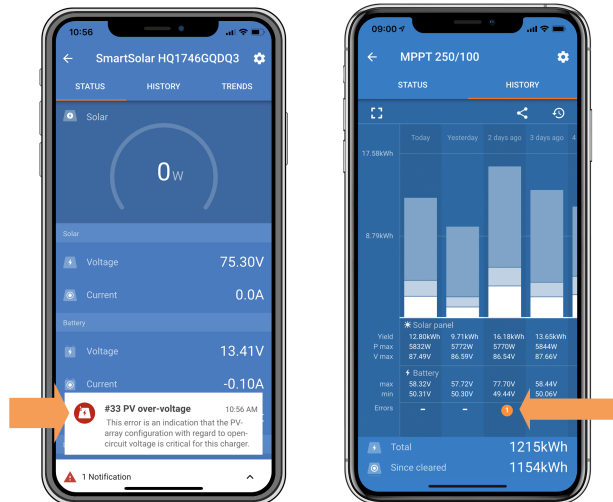 10:56
SmartSolar HQ1746GQDQ3
STATUS HISTORY TRENDS
Solar
0W
Solar
Voltage 75.30V
Current 0.0A
Battery
Voltage 13.41V
Current -0.10A
#33 PV over-voltage 10:56 AM
This error is an indication that the PV-
array configuration with regard to open-
circuit voltage is critical for this charger.
1 Notification
09:00
MPPT 250/100
STATUS HISTORY
Today Yesterday 2 days ago 3 days ago 4
17.58kWh
8.79kWh
Solar panel
Yield 12.80kWh 9.71kWh 16.18kWh 13.65kWh
P max 5832W 5772W 5770W 5844W
V max 87.49V 86.59V 86.54V 87.66V
Battery
max 58.32V 57.72V 77.70V 58.44V
min 50.31V 50.30V 49.44V 50.06V
Errors - - 1
Total 1215kWh
Since cleared 1154kWh